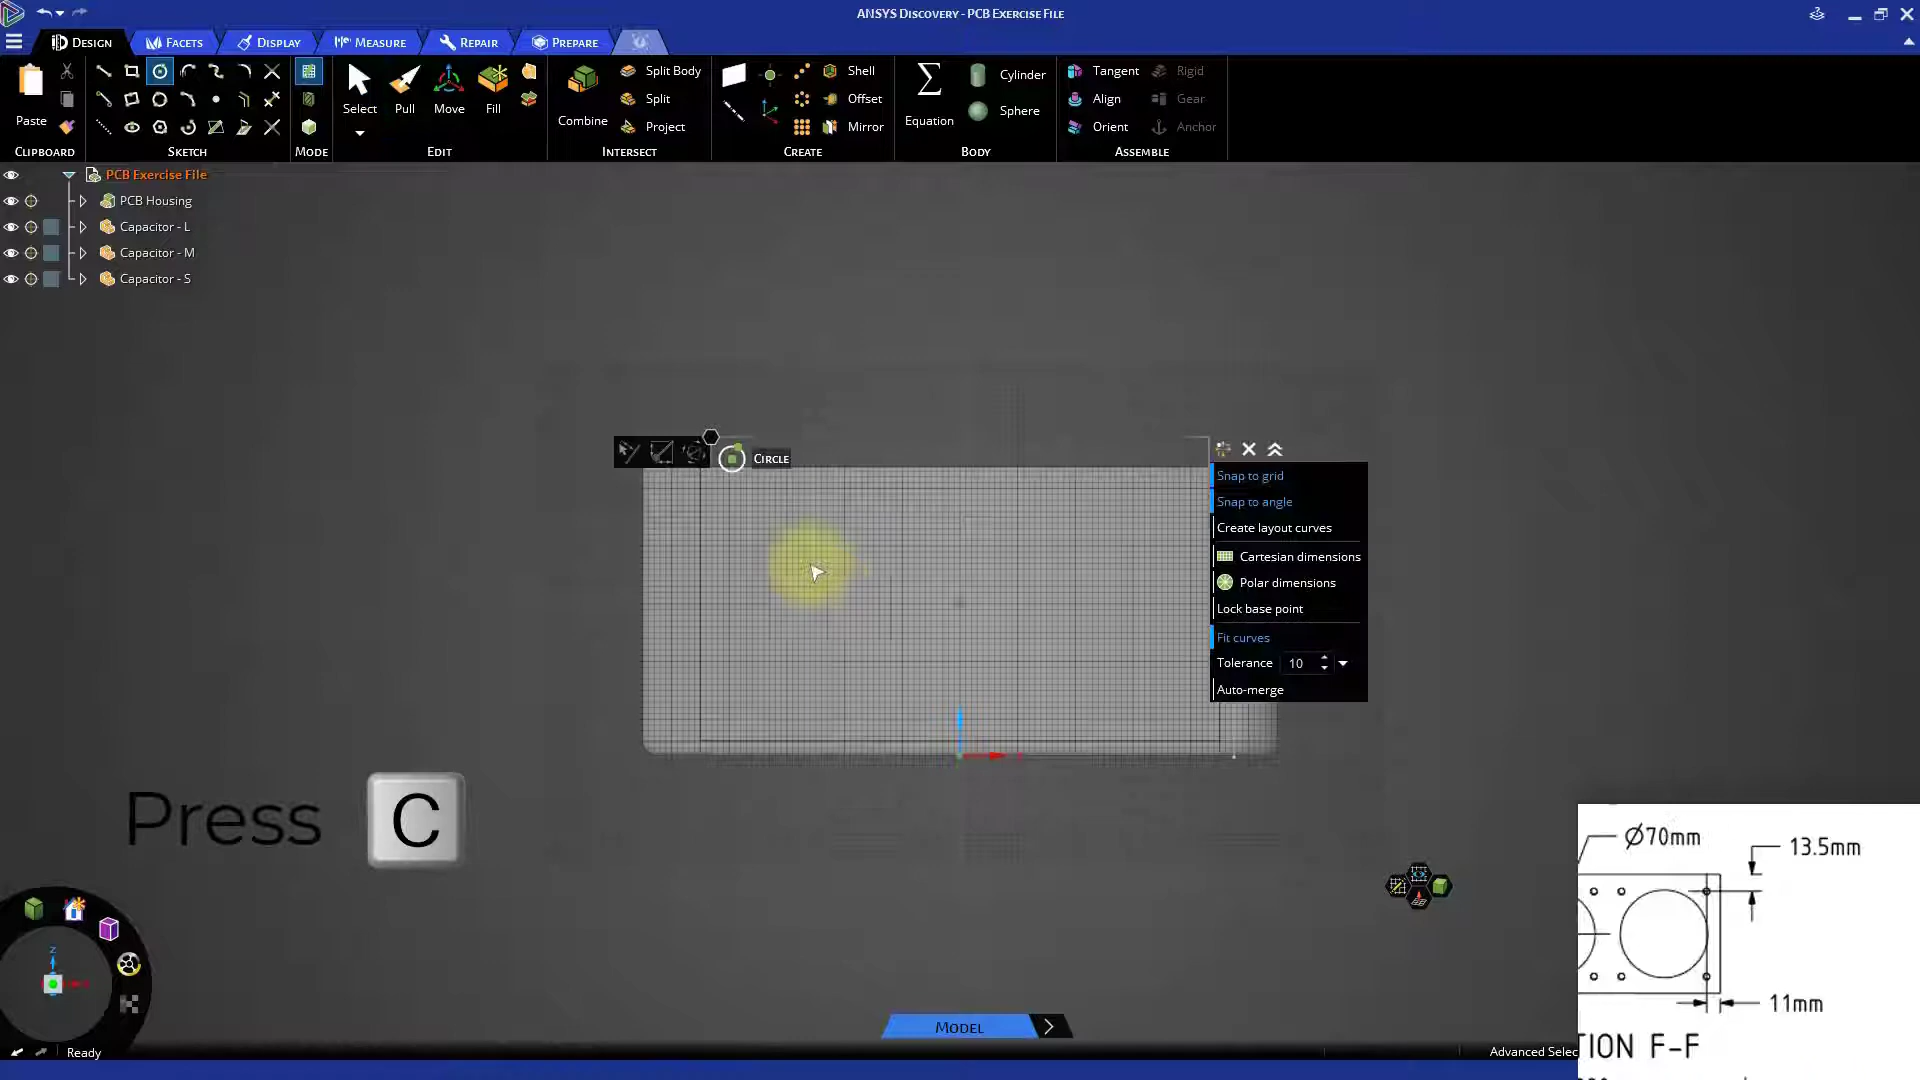 ANSYS Discovery - PCB Exercise File
Design
Facets
Display
Measure
Repair
Prepare
Paste
Clipboard
Sketch
Mode
Select
Pull
Move
Fill
Edit
Split Body
Split
Combine
Project
Intersect
Shell
Offset
Mirror
Create
Equation
Cylinder
Sphere
Body
Tangent
Rigid
Align
Gear
Orient
Anchor
Assemble
PCB Exercise File
PCB Housing
Capacitor - L
Capacitor - M
Capacitor - S
Circle
Snap to grid
Snap to angle
Create layout curves
Cartesian dimensions
Polar dimensions
Lock base point
Fit curves
Tolerance 10
Auto-merge
Press C
Z
Ø70mm
13.5mm
11mm
TION F-F
Model
Ready
Advanced Selec